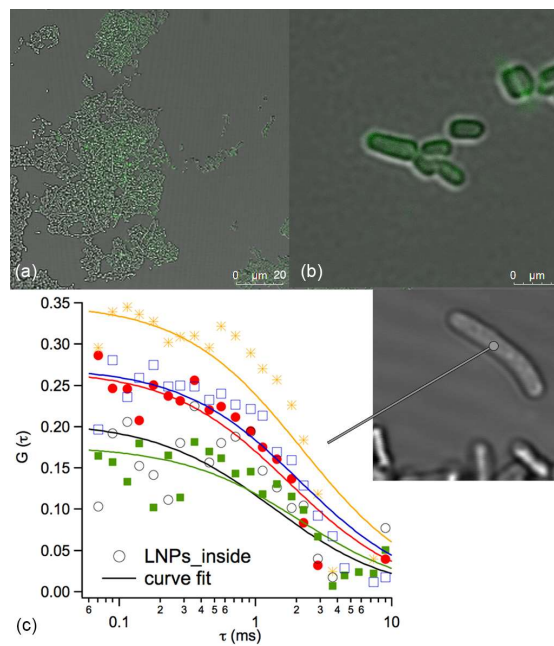 (a)
0 µm 20
(b)
0 µm
0.35
0.30
0.25
0.20
0.15
0.10
0.05
0.00
G (τ)
LNPs_inside
curve fit
6 2 3 4 5 6 2 3 4 5 6
0.1 1 10
τ (ms)
(c)